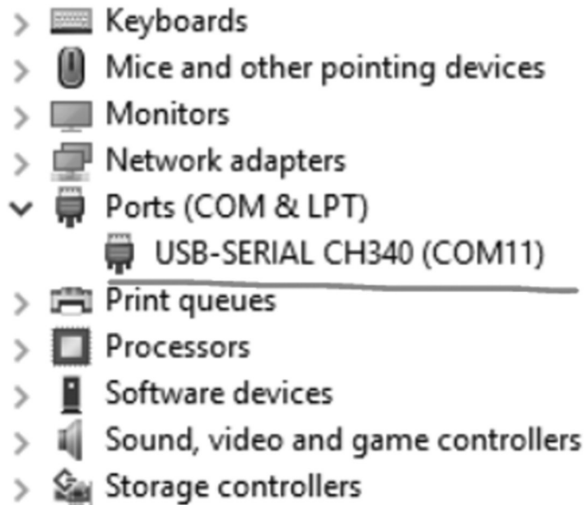 Keyboards
Mice and other pointing devices
Monitors
Network adapters
Ports (COM & LPT)
USB-SERIAL CH340 (COM11)
Print queues
Processors
Software devices
Sound, video and game controllers
Storage controllers